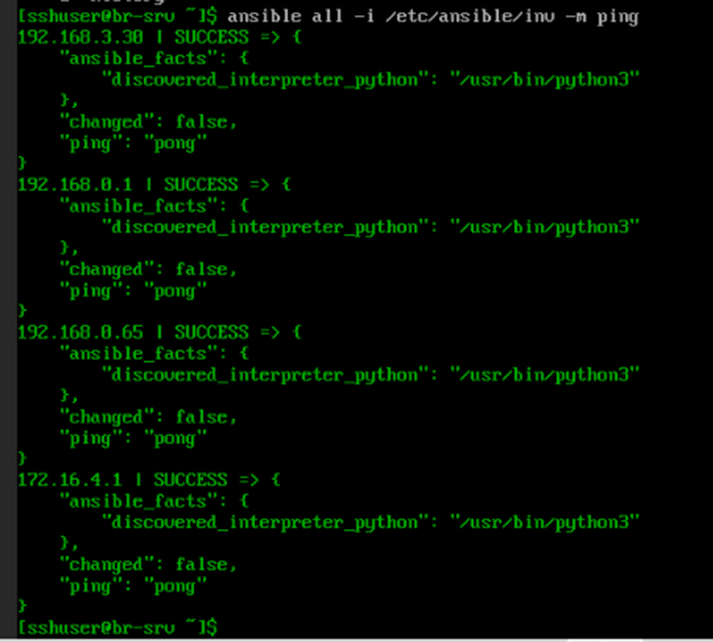 [sshuser@br-srv ~]$ ansible all -i /etc/ansible/inv -m ping
192.168.3.30 | SUCCESS => {
    "ansible_facts": {
        "discovered_interpreter_python": "/usr/bin/python3"
    },
    "changed": false,
    "ping": "pong"
}
192.168.0.1 | SUCCESS => {
    "ansible_facts": {
        "discovered_interpreter_python": "/usr/bin/python3"
    },
    "changed": false,
    "ping": "pong"
}
192.168.0.65 | SUCCESS => {
    "ansible_facts": {
        "discovered_interpreter_python": "/usr/bin/python3"
    },
    "changed": false,
    "ping": "pong"
}
172.16.4.1 | SUCCESS => {
    "ansible_facts": {
        "discovered_interpreter_python": "/usr/bin/python3"
    },
    "changed": false,
    "ping": "pong"
}
[sshuser@br-srv ~]$